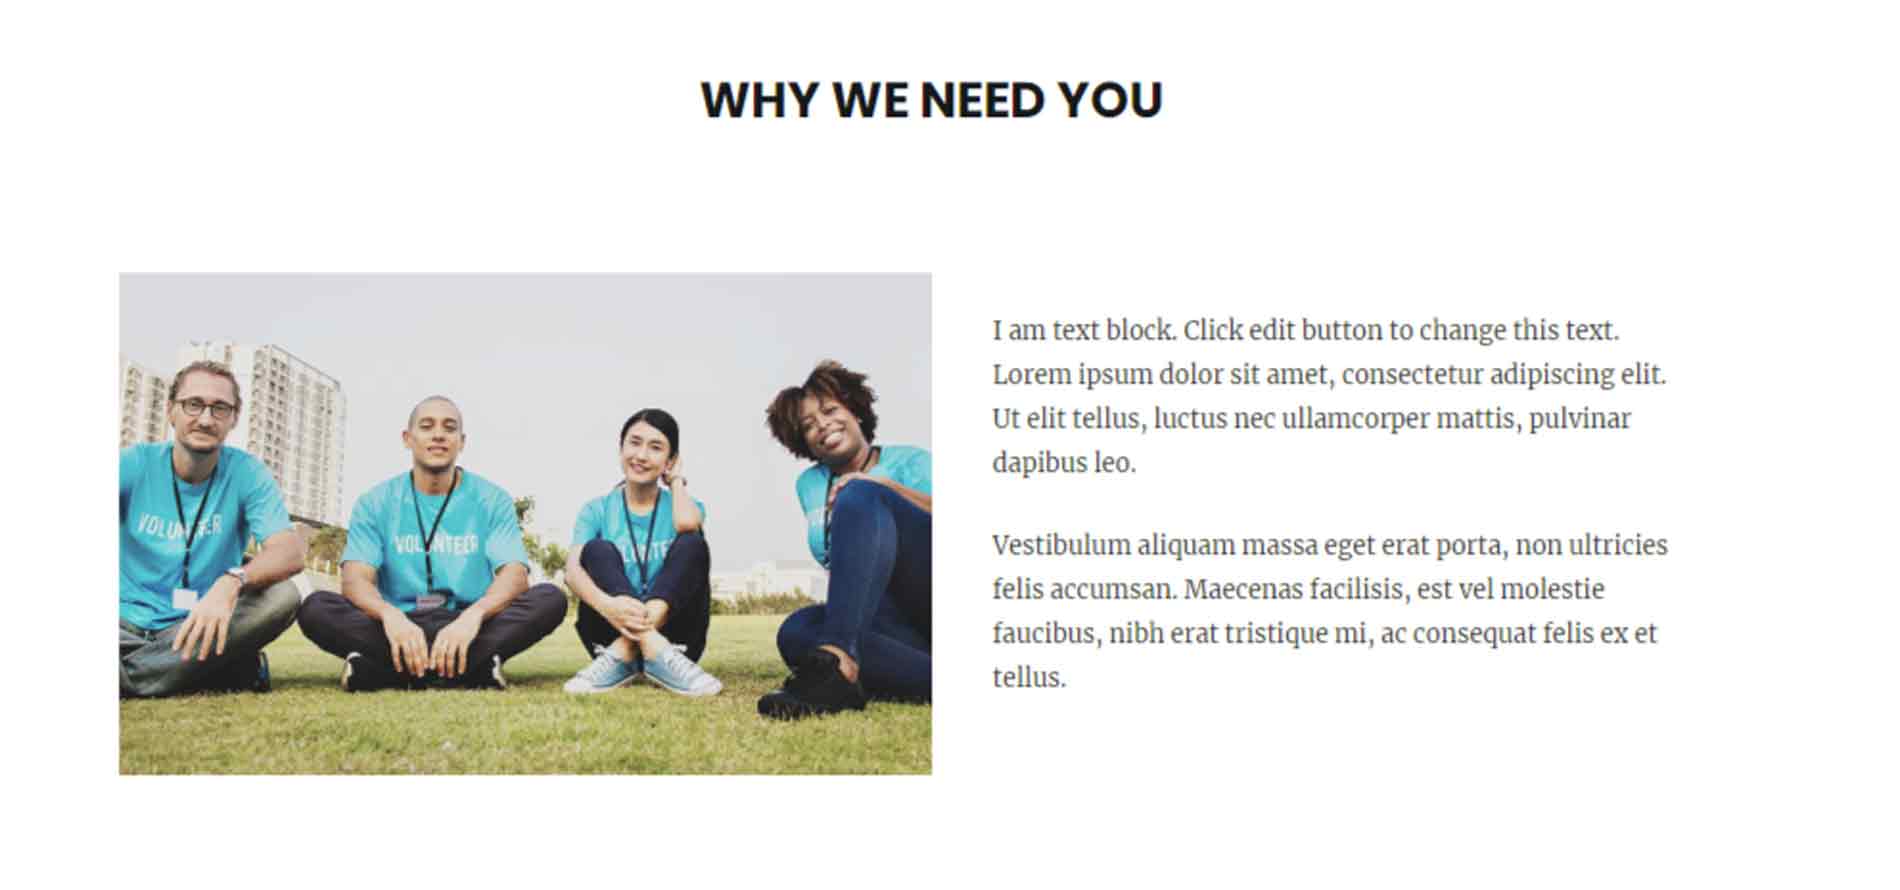 WHY WE NEED YOU
I am text block. Click edit button to change this text.
Lorem ipsum dolor sit amet, consectetur adipiscing elit.
Ut elit tellus, luctus nec ullamcorper mattis, pulvinar
dapibus leo.
Vestibulum aliquam massa eget erat porta, non ultricies
felis accumsan. Maecenas facilisis, est vel molestie
faucibus, nibh erat tristique mi, ac consequat felis ex et
tellus.
VOLUNTEER
VOLUNTEER